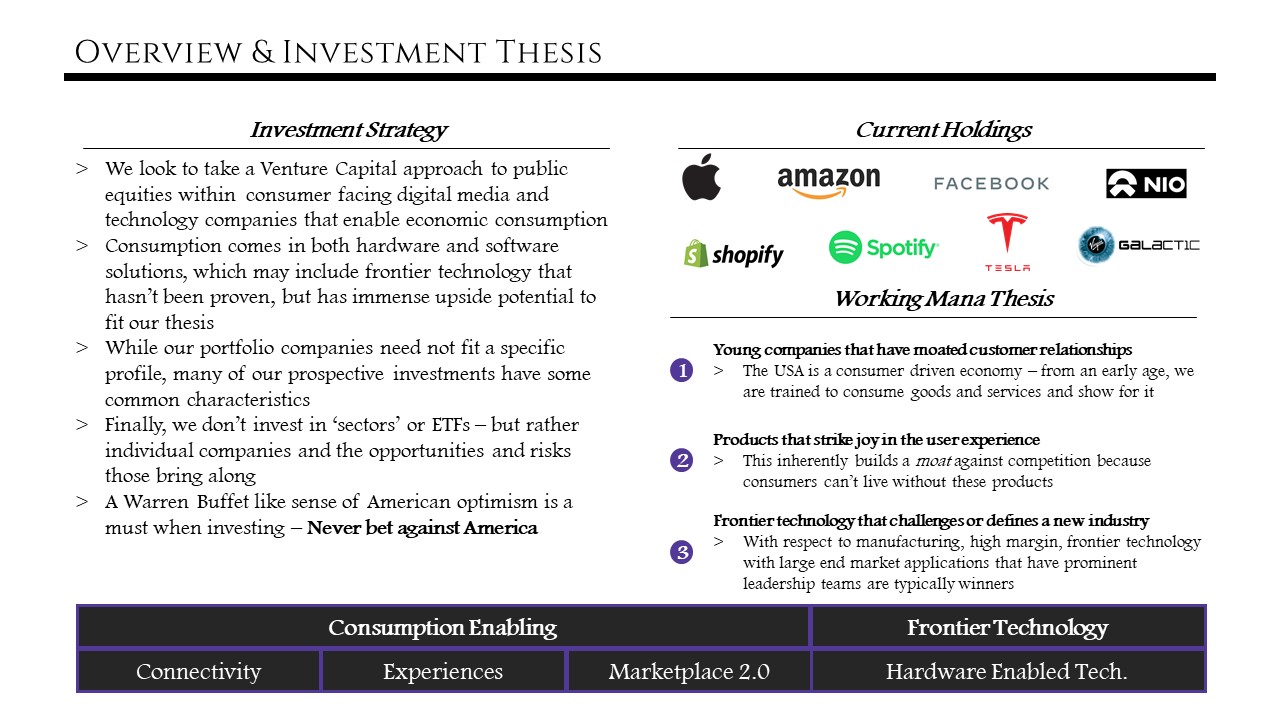 Overview & Investment Thesis
Investment Strategy
> We look to take a Venture Capital approach to public
equities within consumer facing digital media and
technology companies that enable economic consumption
> Consumption comes in both hardware and software
solutions, which may include frontier technology that
hasn't been proven, but has immense upside potential to
fit our thesis
> While our portfolio companies need not fit a specific
profile, many of our prospective investments have some
common characteristics
> Finally, we don't invest in ‘sectors’ or ETFs – but rather
individual companies and the opportunities and risks
those bring along
> A Warren Buffet like sense of American optimism is a
must when investing – Never bet against America
Current Holdings
amazon
FACEBOOK
NIO
shopify
Spotify
TESLA
Virgin GALACTIC
Working Mana Thesis
1
Young companies that have moated customer relationships
> The USA is a consumer driven economy – from an early age, we
are trained to consume goods and services and show for it
2
Products that strike joy in the user experience
> This inherently builds a moat against competition because
consumers can't live without these products
3
Frontier technology that challenges or defines a new industry
> With respect to manufacturing, high margin, frontier technology
with large end market applications that have prominent
leadership teams are typically winners
Consumption Enabling
Frontier Technology
Connectivity
Experiences
Marketplace 2.0
Hardware Enabled Tech.